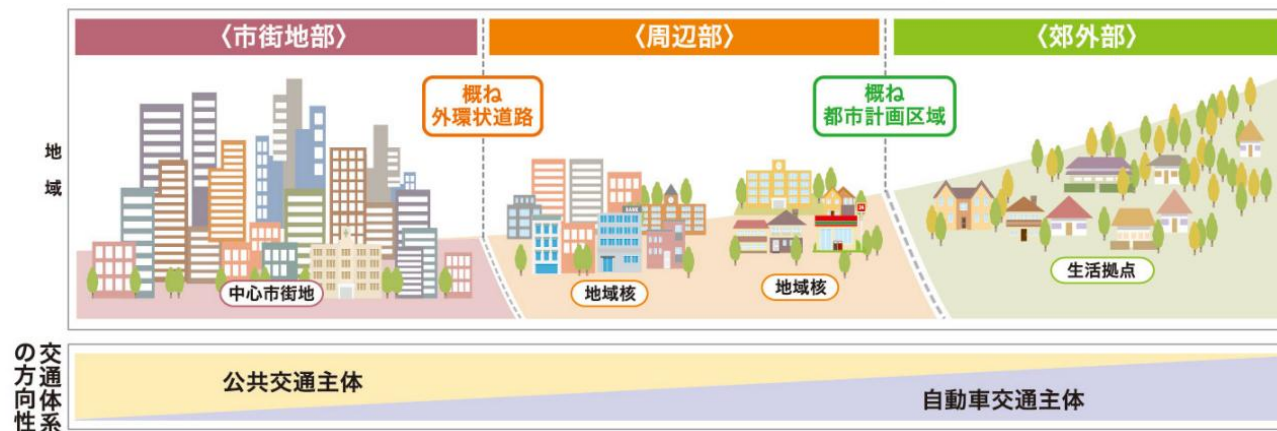 〈市街地部〉
〈周辺部〉
〈郊外部〉
概ね
外環状道路
概ね
都市計画区域
地域
中心市街地
地域核
地域核
生活拠点
交通体系
の方向性
公共交通主体
自動車交通主体